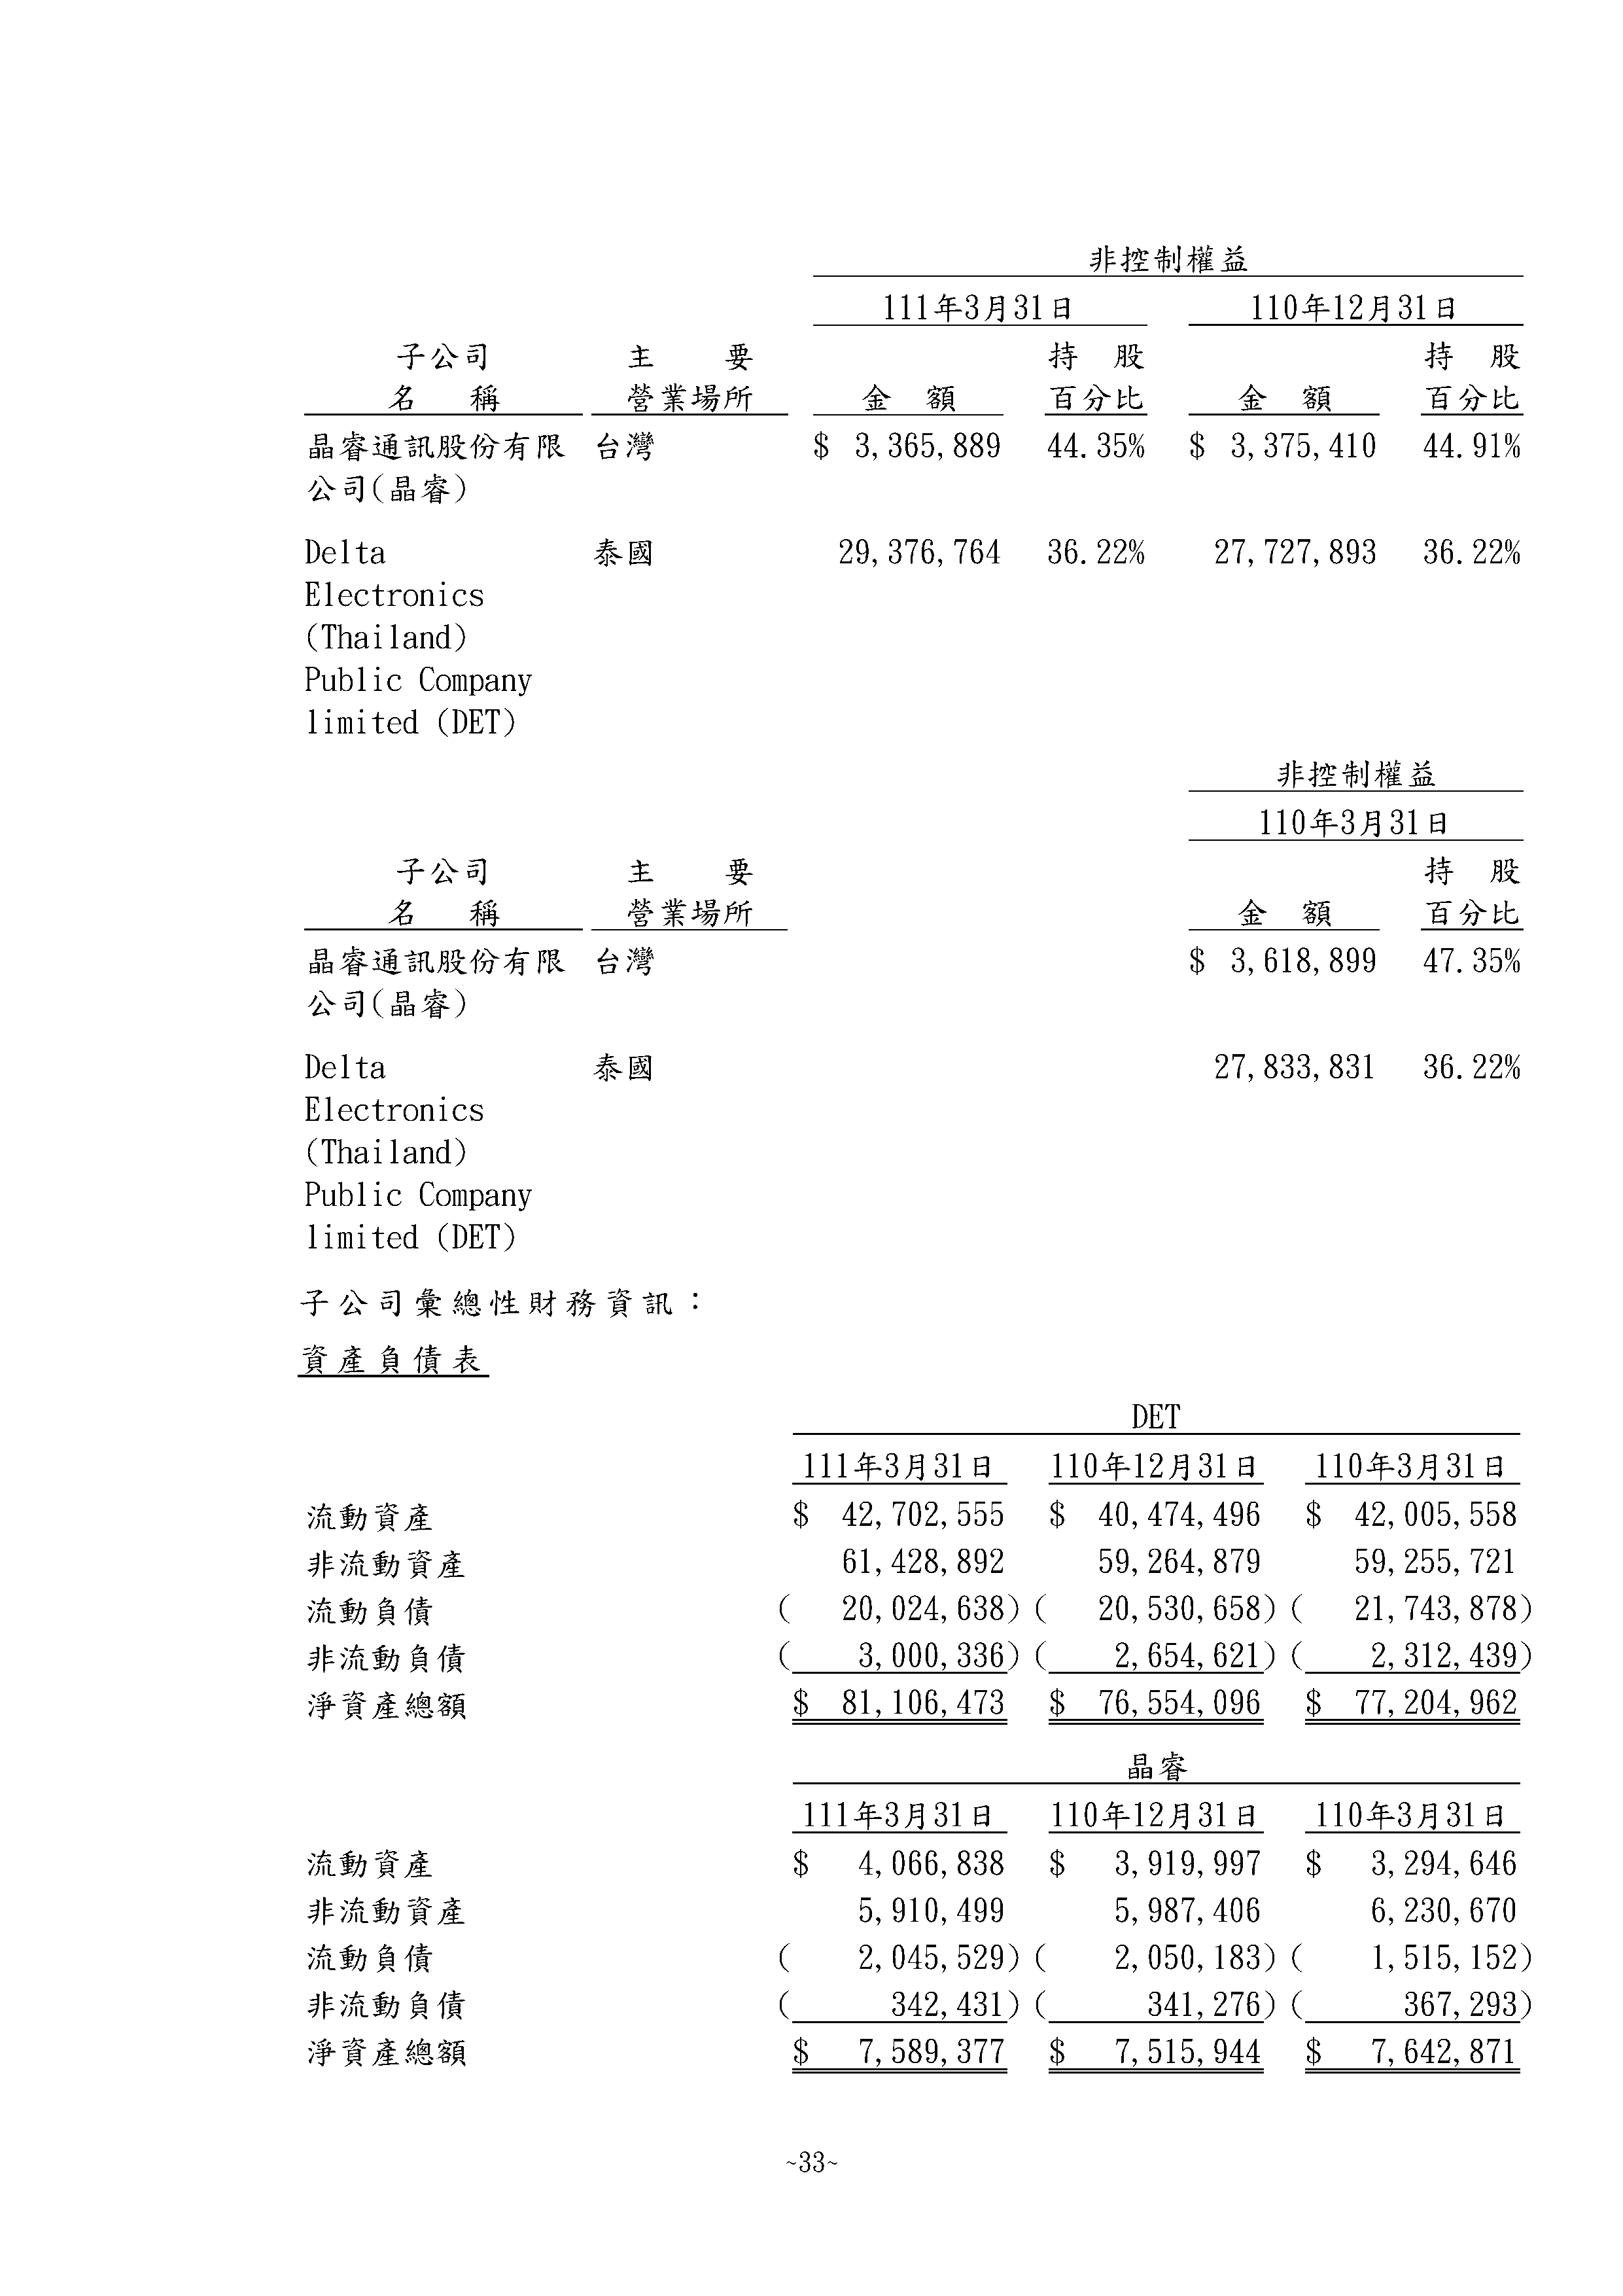 非控制權益
111年3月31日 110年12月31日
子公司 主 要 持 股 持 股
名 稱 營業場所 金 額 百分比 金 額 百分比
晶睿通訊股份有限 台灣 $ 3,365,889 44.35% $ 3,375,410 44.91%
公司(晶睿)
Delta 泰國 29,376,764 36.22% 27,727,893 36.22%
Electronics
(Thailand)
Public Company
limited (DET)
非控制權益
110年3月31日
子公司 主 要 持 股
名 稱 營業場所 金 額 百分比
晶睿通訊股份有限 台灣 $ 3,618,899 47.35%
公司(晶睿)
Delta 泰國 27,833,831 36.22%
Electronics
(Thailand)
Public Company
limited (DET)
子公司彙總性財務資訊：
資產負債表
DET
111年3月31日 110年12月31日 110年3月31日
流動資產 $ 42,702,555 $ 40,474,496 $ 42,005,558
非流動資產 61,428,892 59,264,879 59,255,721
流動負債 ( 20,024,638) ( 20,530,658) ( 21,743,878)
非流動負債 ( 3,000,336) ( 2,654,621) ( 2,312,439)
淨資產總額 $ 81,106,473 $ 76,554,096 $ 77,204,962
晶睿
111年3月31日 110年12月31日 110年3月31日
流動資產 $ 4,066,838 $ 3,919,997 $ 3,294,646
非流動資產 5,910,499 5,987,406 6,230,670
流動負債 ( 2,045,529) ( 2,050,183) ( 1,515,152)
非流動負債 ( 342,431) ( 341,276) ( 367,293)
淨資產總額 $ 7,589,377 $ 7,515,944 $ 7,642,871
~33~